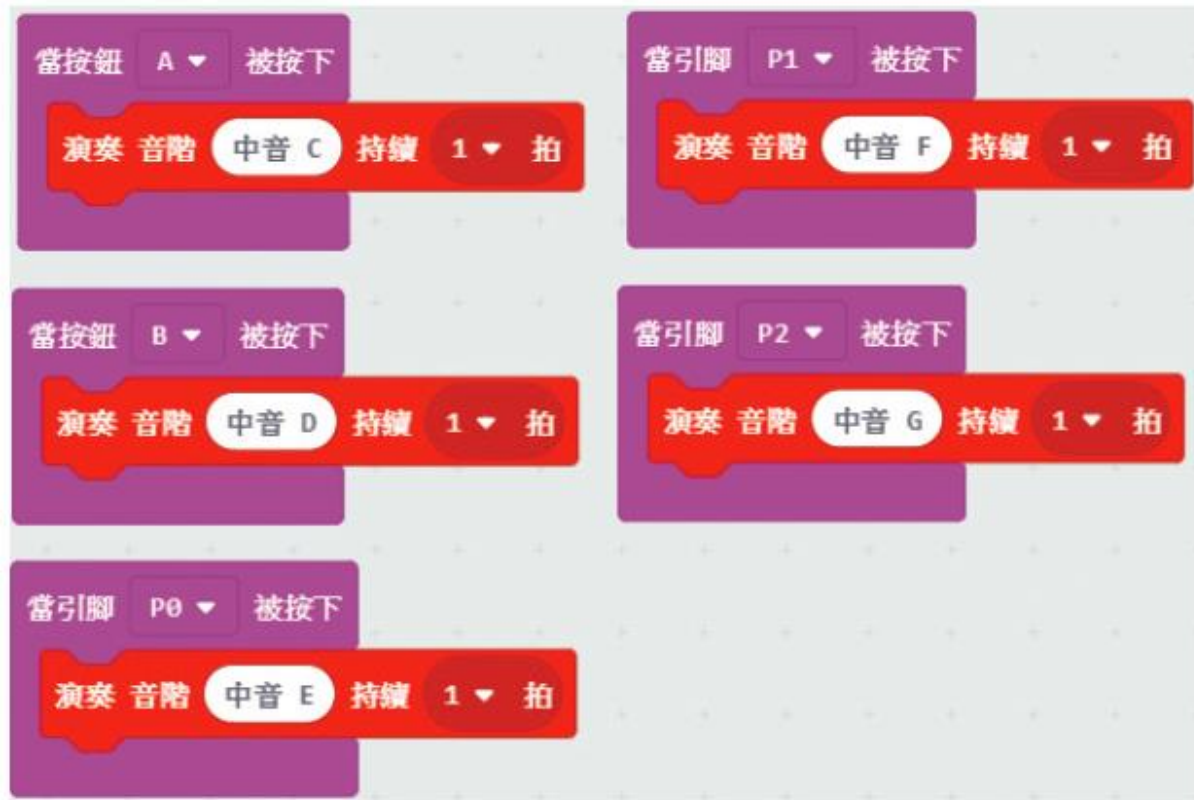 當按鈕 A 被按下
演奏 音階 中音 C 持續 1 拍
當按鈕 B 被按下
演奏 音階 中音 D 持續 1 拍
當引腳 P0 被按下
演奏 音階 中音 E 持續 1 拍
當引腳 P1 被按下
演奏 音階 中音 F 持續 1 拍
當引腳 P2 被按下
演奏 音階 中音 G 持續 1 拍